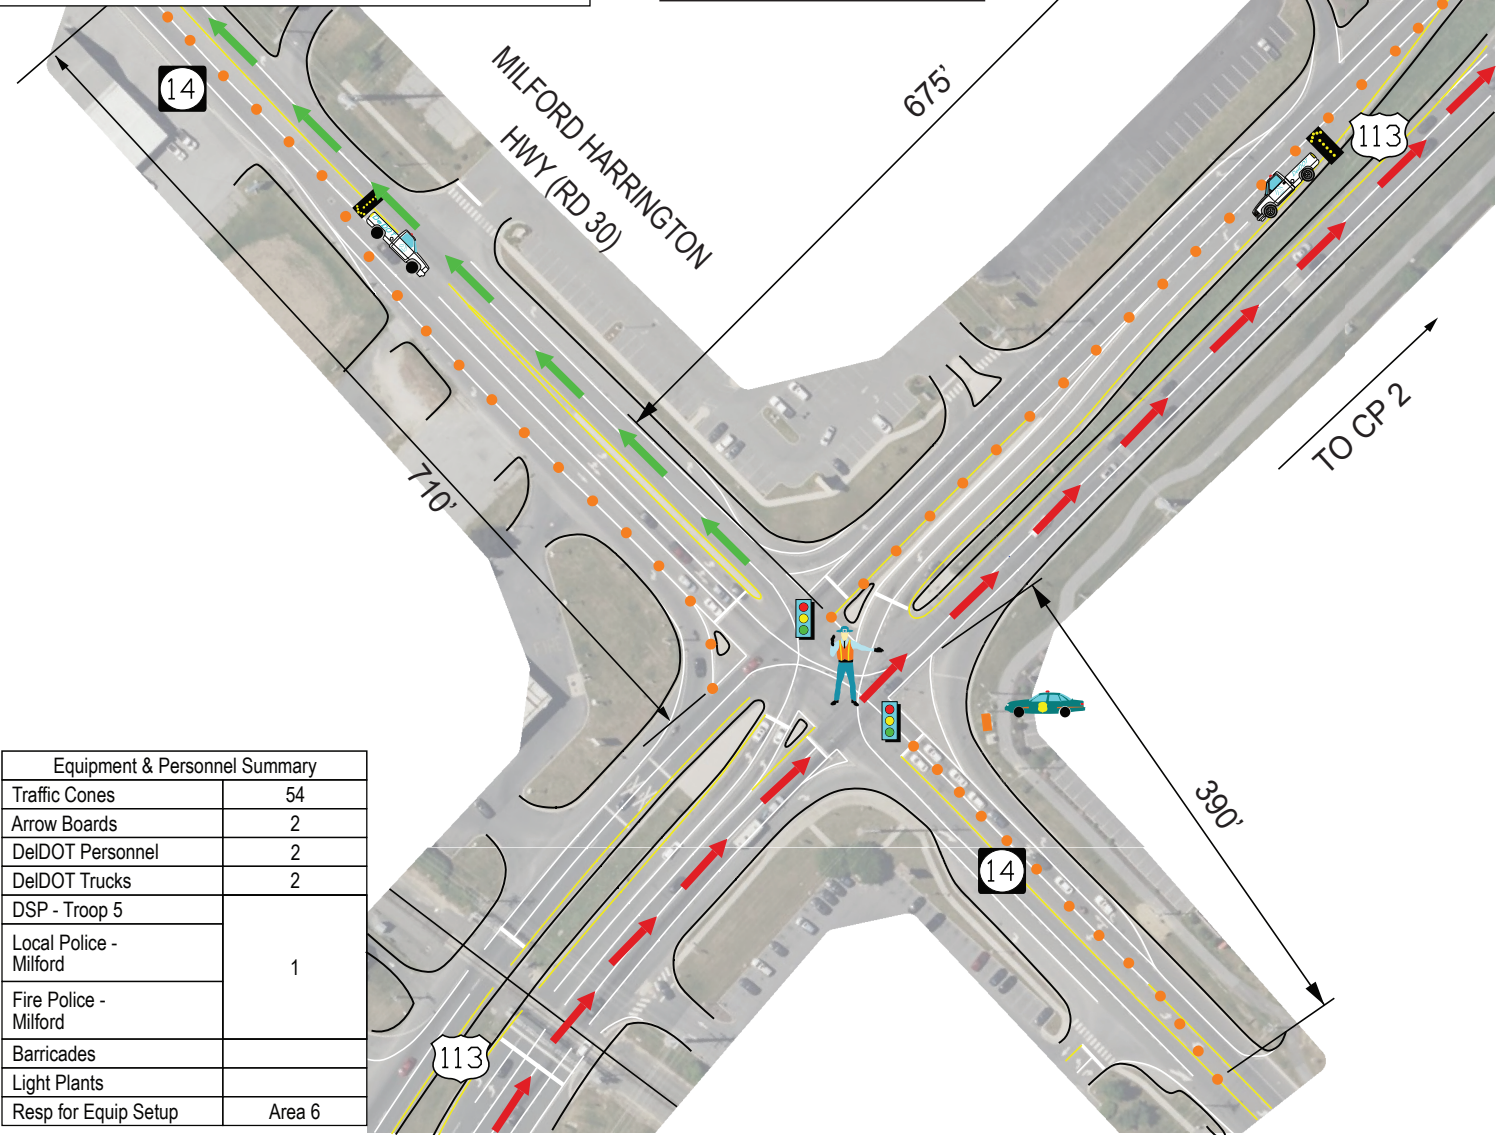 14
MILFORD HARRINGTON
HWY (RD 30)
675’
113
TO CP 2
710’
390’
14
113
Equipment & Personnel Summary
Traffic Cones 54
Arrow Boards 2
DelDOT Personnel 2
DelDOT Trucks 2
DSP - Troop 5
Local Police -
Milford
1
Fire Police -
Milford
Barricades
Light Plants
Resp for Equip Setup Area 6